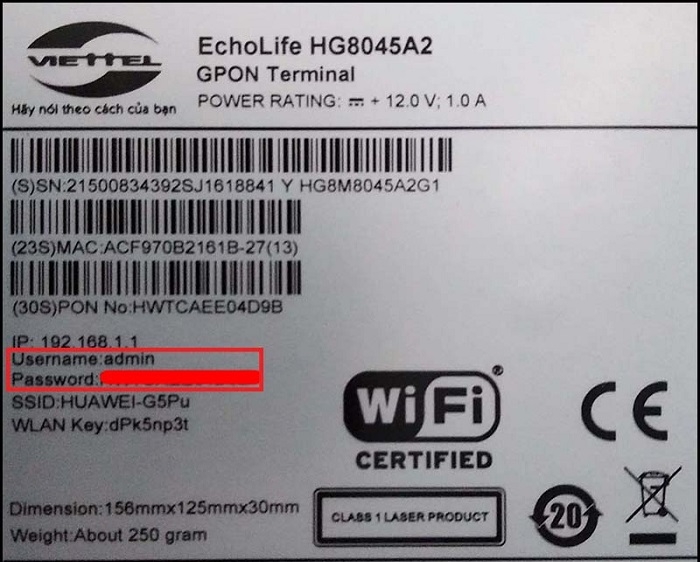 VIETTEL
Hãy nói theo cách của bạn
EchoLife HG8045A2
GPON Terminal
POWER RATING: ⎓ + 12.0 V; 1.0 A
(S)SN:21500834392SJ1618841 Y HG8M8045A2G1
(23S)MAC:ACF970B2161B-27(13)
(30S)PON No:HWTCAEE04D9B
IP: 192.168.1.1
Username:admin
Password:
SSID:HUAWEI-G5Pu
WLAN Key:dPk5np3t
WiFi®
CERTIFIED
CE
Dimension:156mmx125mmx30mm
Weight:About 250 gram
CLASS 1 LASER PRODUCT
20